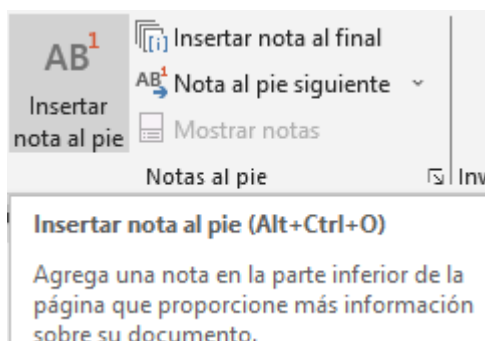 AB1
Insertar
nota al pie
[i] Insertar nota al final
AB1 Nota al pie siguiente
Mostrar notas
Notas al pie
Inv
Insertar nota al pie (Alt+Ctrl+O)
Agrega una nota en la parte inferior de la
página que proporcione más información
sobre su documento.